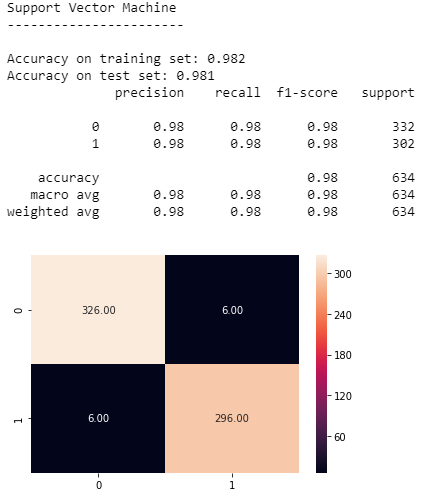 Support Vector Machine
-----------------------
Accuracy on training set: 0.982
Accuracy on test set: 0.981
precision recall f1-score support
0 0.98 0.98 0.98 332
1 0.98 0.98 0.98 302
accuracy 0.98 634
macro avg 0.98 0.98 0.98 634
weighted avg 0.98 0.98 0.98 634
0 326.00 6.00
1 6.00 296.00
0 1
300
240
180
120
60